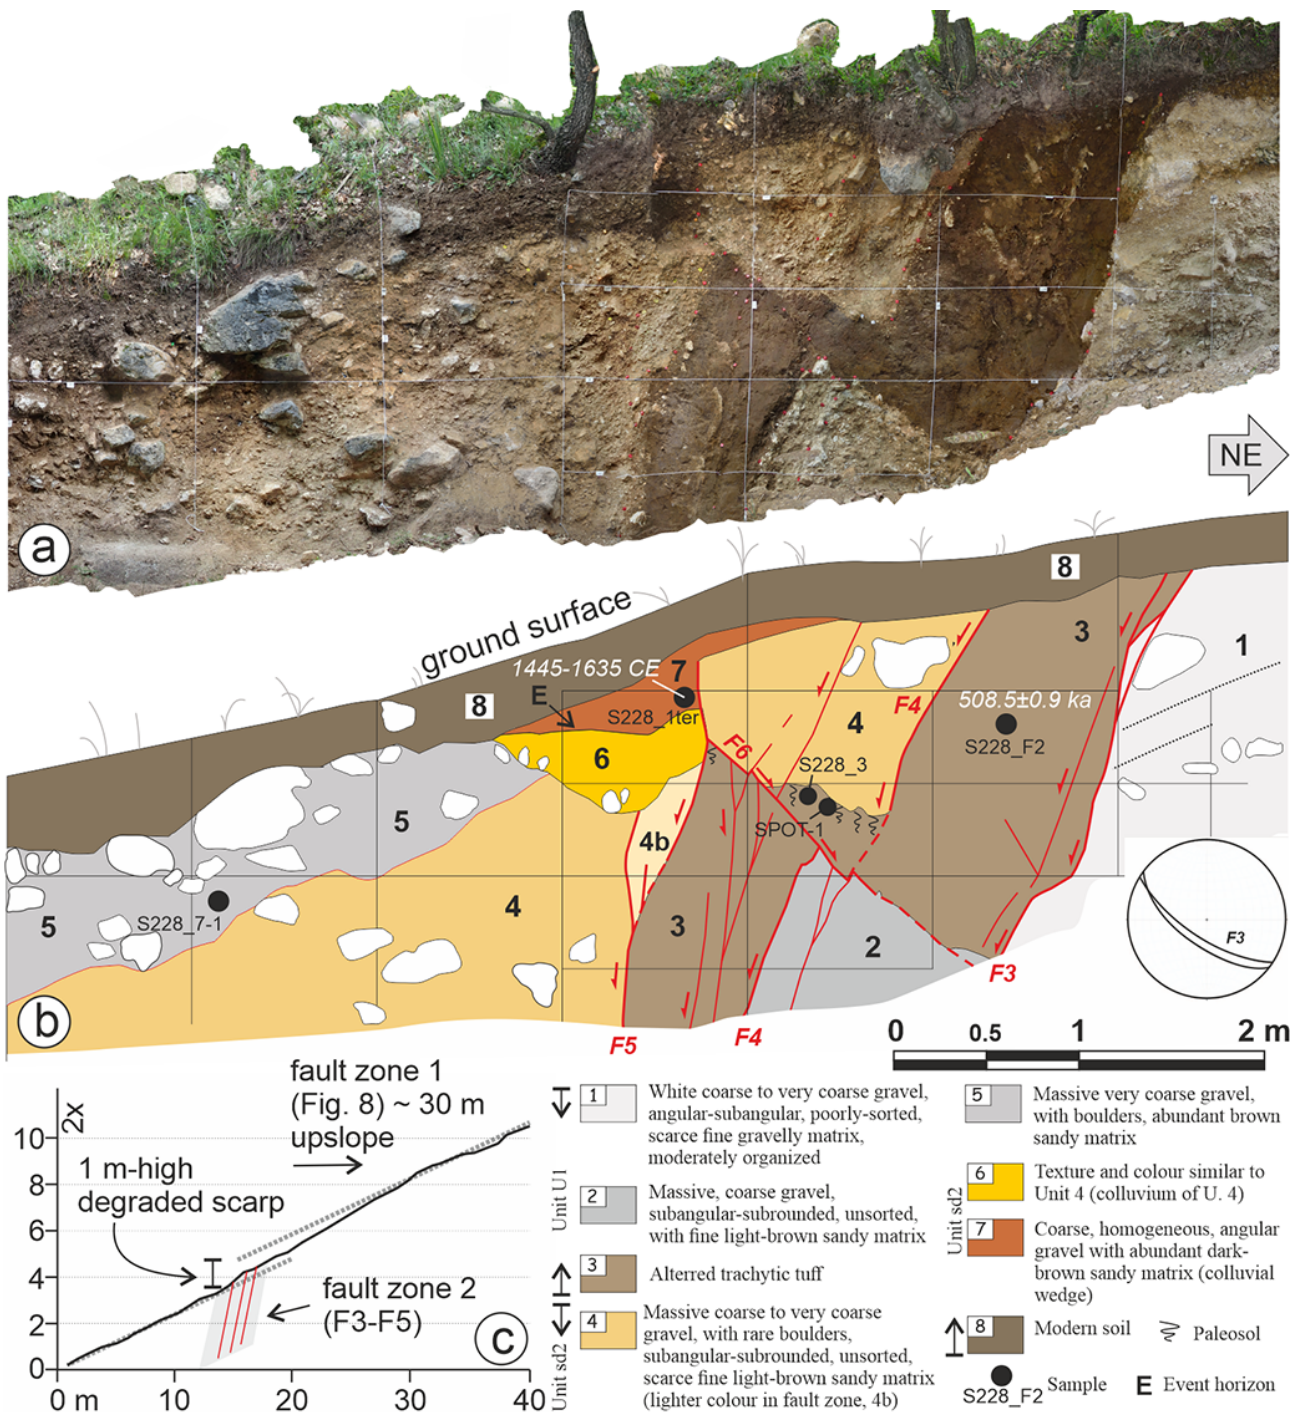 NE
a
ground surface
8
8
3
1
1445-1635 CE
7
E
S228_1ter
508.5±0.9 ka
F4
4
S228_F2
6
F6
S228_3
SPOT-1
5
4b
5
S228_7-1
4
3
2
F3
F3
b
F5
F4
0 0.5 1 2 m
2x
fault zone 1
(Fig. 8) ~ 30 m
upslope
1 m-high
degraded scarp
fault zone 2
(F3-F5)
c
10
8
6
4
2
0
0 m 10 20 30 40
Unit U1
Unit sd2
1
White coarse to very coarse gravel,
angular-subangular, poorly-sorted,
scarce fine gravelly matrix,
moderately organized
2
Massive, coarse gravel,
subangular-subrounded, unsorted,
with fine light-brown sandy matrix
3
Alterred trachytic tuff
4
Massive coarse to very coarse
gravel, with rare boulders,
subangular-subrounded, unsorted,
scarce fine light-brown sandy matrix
(lighter colour in fault zone, 4b)
Unit sd2
5
Massive very coarse gravel,
with boulders, abundant brown
sandy matrix
6
Texture and colour similar to
Unit 4 (colluvium of U. 4)
7
Coarse, homogeneous, angular
gravel with abundant dark-
brown sandy matrix (colluvial
wedge)
8
Modern soil
Paleosol
S228_F2
Sample
E Event horizon